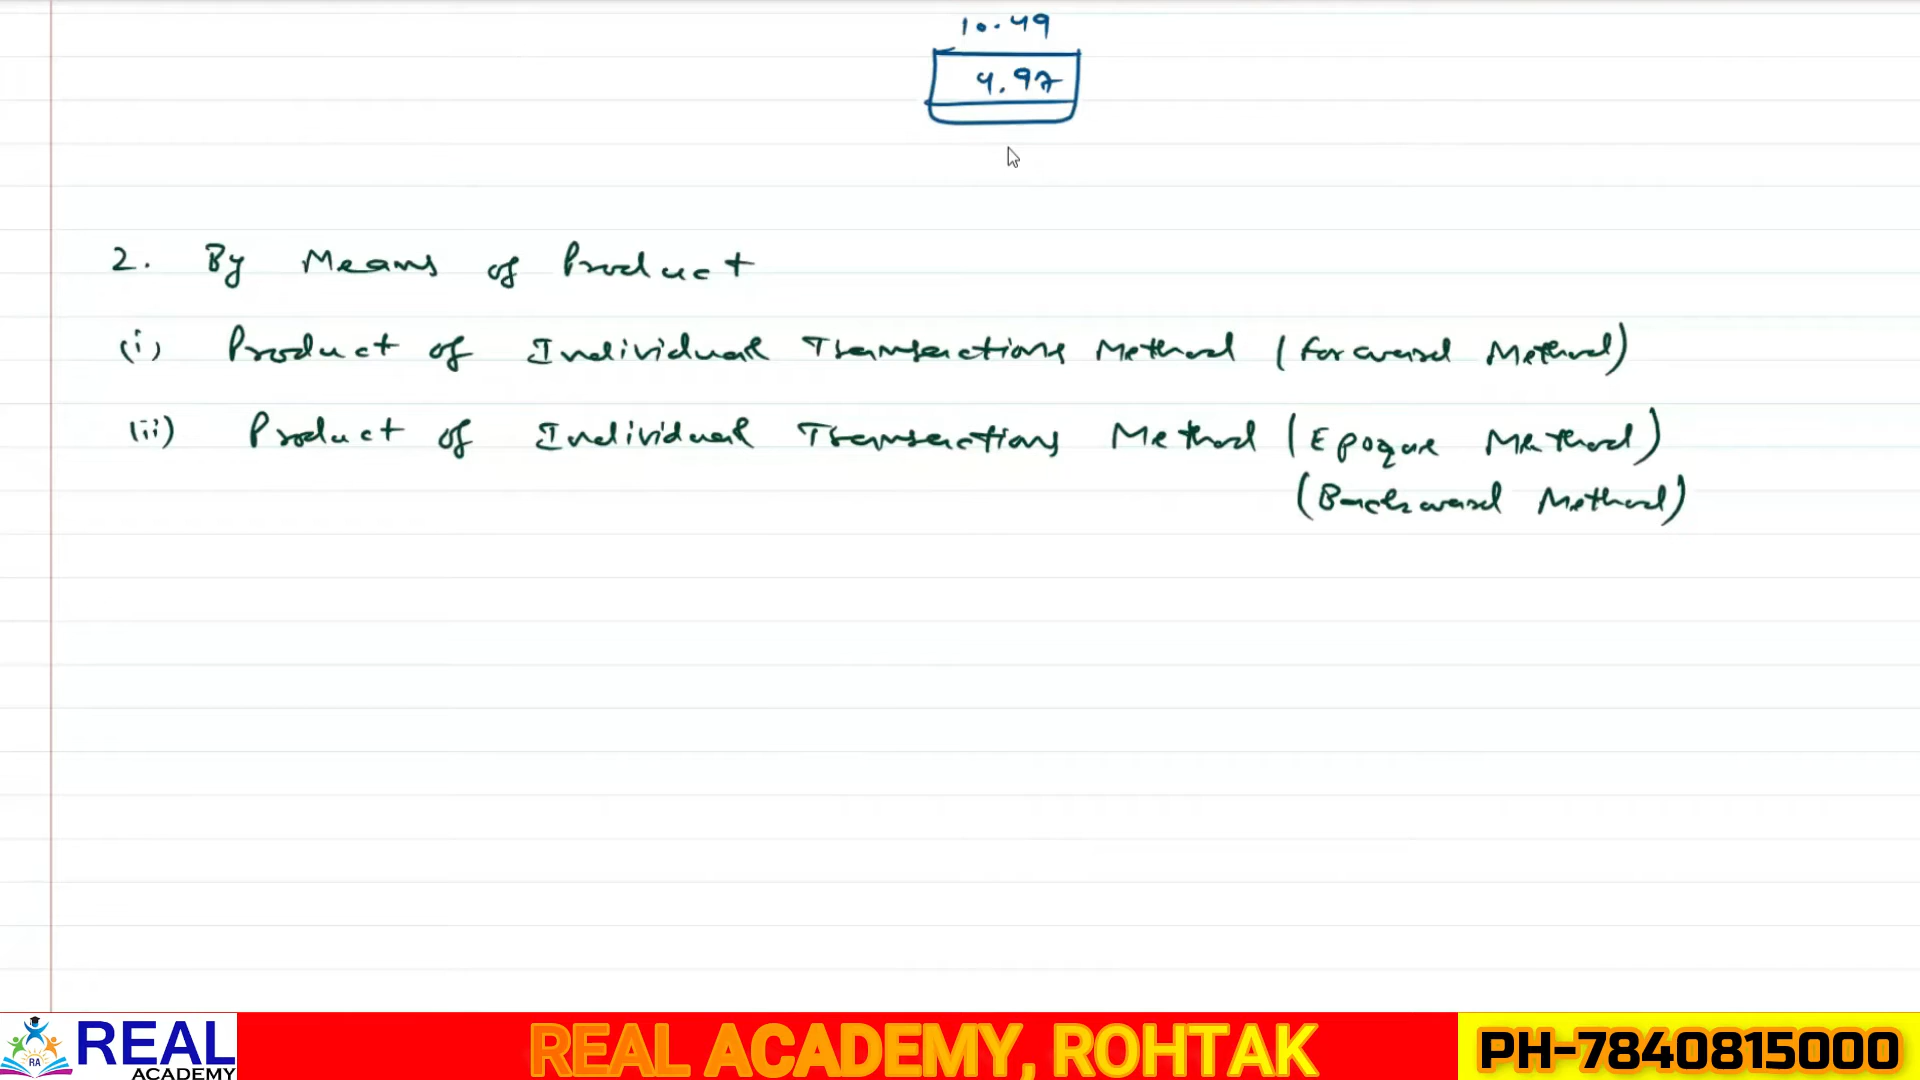 10.49
4.97
2. By Means of Product
(i) Product of Individual Transactions Method (Forward Method)
(ii) Product of Individual Transactions Method (Epoque Method)
(Backward Method)
RA
REAL
ACADEMY
REAL ACADEMY, ROHTAK
PH-7840815000